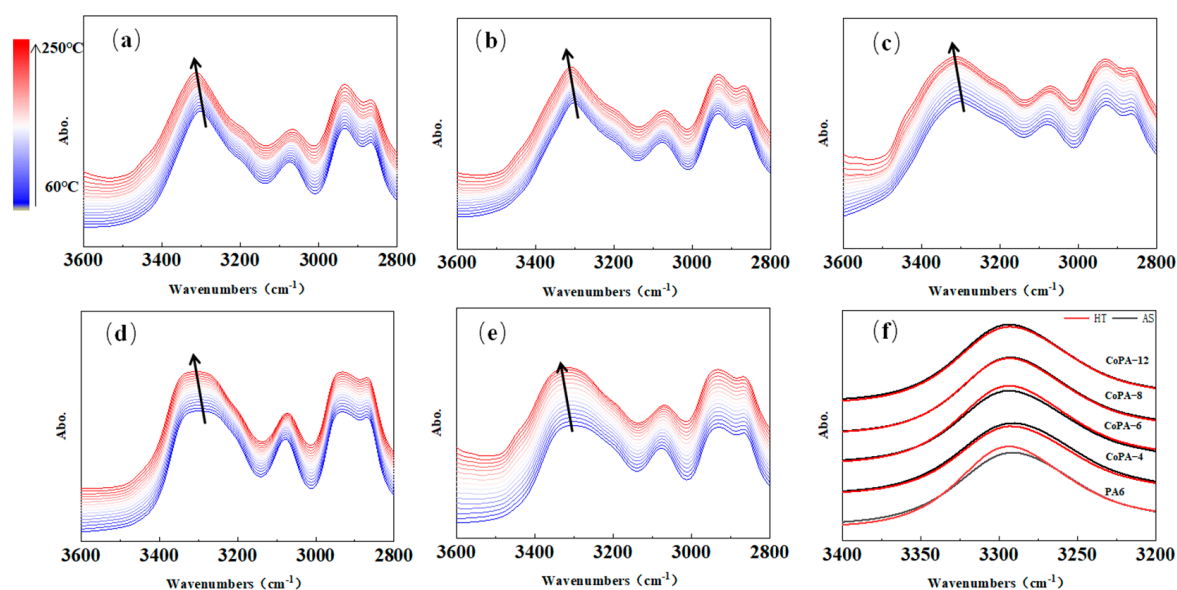 250℃
60℃
(a)
Abo.
3600 3400 3200 3000 2800
Wavenumbers（cm-1）
(b)
Abo.
3600 3400 3200 3000 2800
Wavenumbers（cm-1）
(c)
Abo.
3600 3400 3200 3000 2800
Wavenumbers（cm-1）
(d)
Abo.
3600 3400 3200 3000 2800
Wavenumbers（cm-1）
(e)
Abo.
3600 3400 3200 3000 2800
Wavenumbers（cm-1）
(f)
HT AS
CoPA-12
CoPA-8
CoPA-6
CoPA-4
PA6
Abo.
3400 3350 3300 3250 3200
Wavenumbers（cm-1）